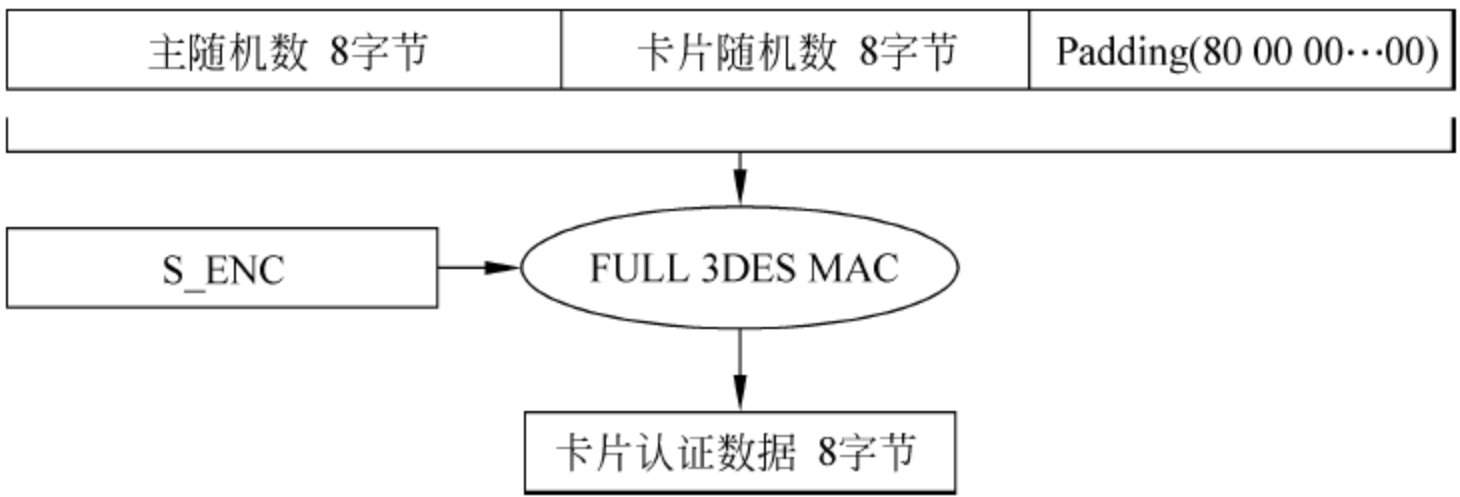 主随机数 8字节
卡片随机数 8字节
Padding(80 00 00…00)
S_ENC
FULL 3DES MAC
卡片认证数据 8字节